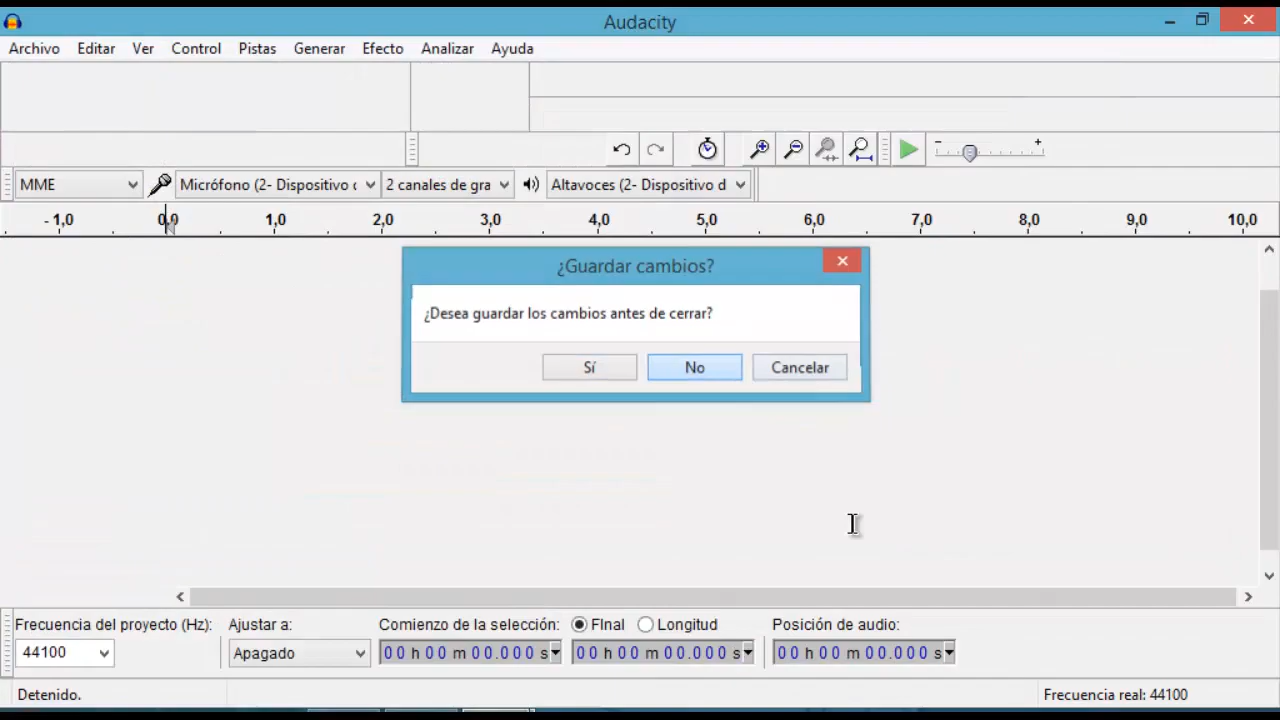 Audacity
Archivo Editar Ver Control Pistas Generar Efecto Analizar Ayuda
- +
MME Micrófono (2- Dispositivo c 2 canales de gra Altavoces (2- Dispositivo d
- 1,0 0,0 1,0 2,0 3,0 4,0 5,0 6,0 7,0 8,0 9,0 10,0
¿Guardar cambios?
¿Desea guardar los cambios antes de cerrar?
Sí No Cancelar
Frecuencia del proyecto (Hz): Ajustar a: Comienzo de la selección: FInal Longitud Posición de audio:
44100 Apagado 00 h 00 m 00.000 s 00 h 00 m 00.000 s 00 h 00 m 00.000 s
Detenido. Frecuencia real: 44100